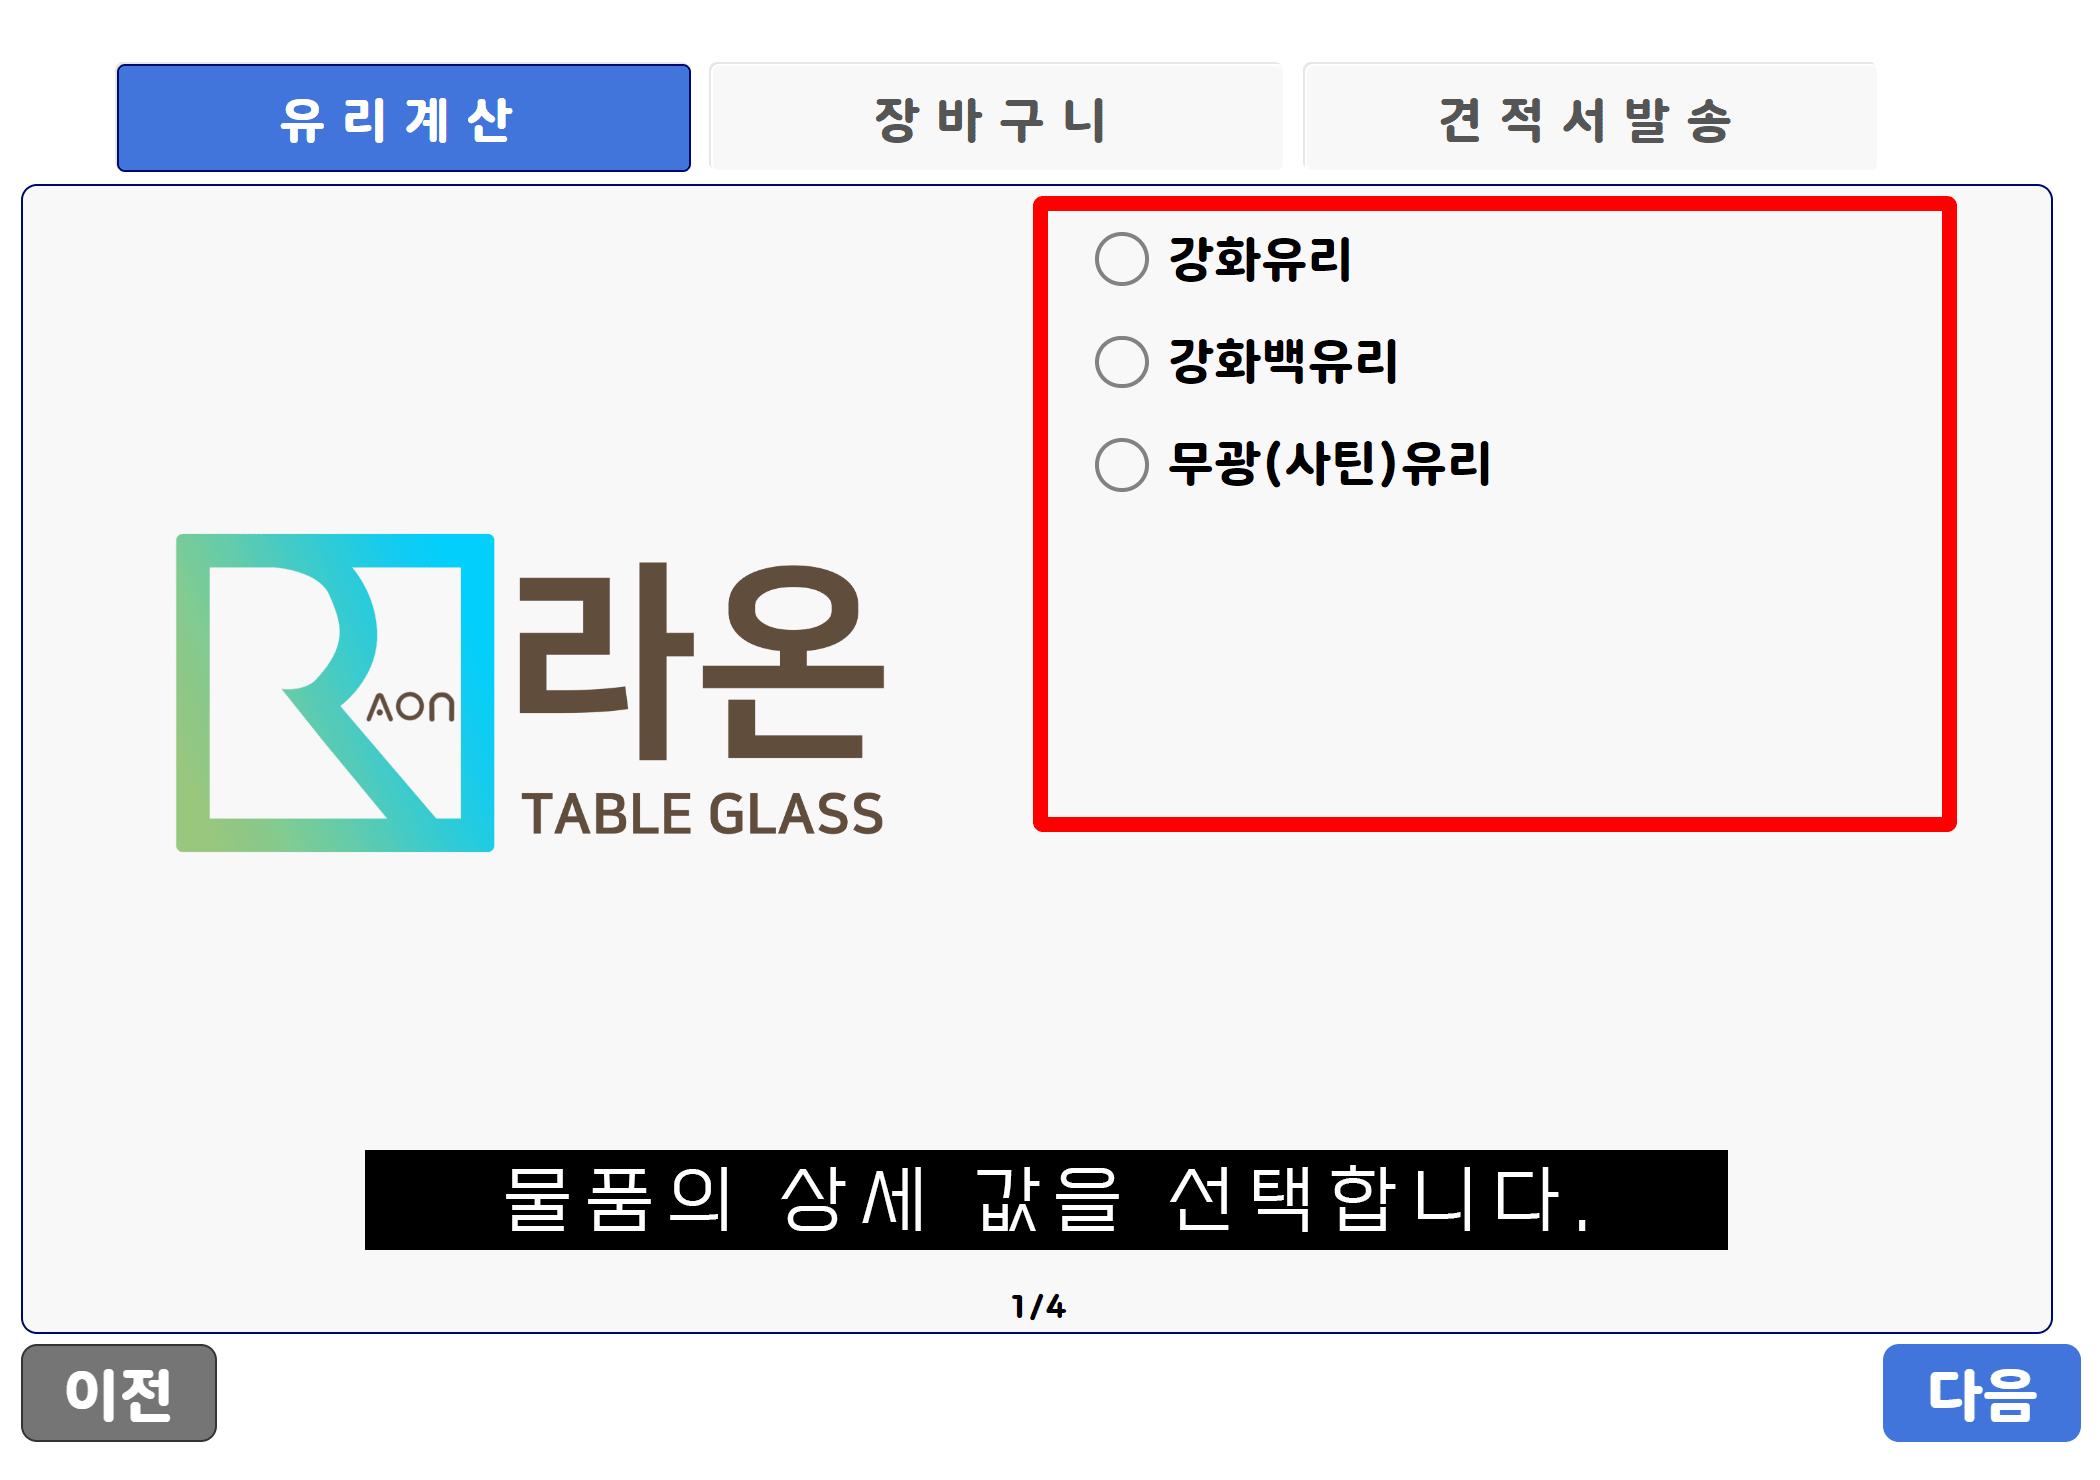 유리계산
장바구니
견적서발송
강화유리
강화백유리
무광(사틴)유리
R
AON
라온
TABLE GLASS
물품의 상세 값을 선택합니다.
1/4
이전
다음